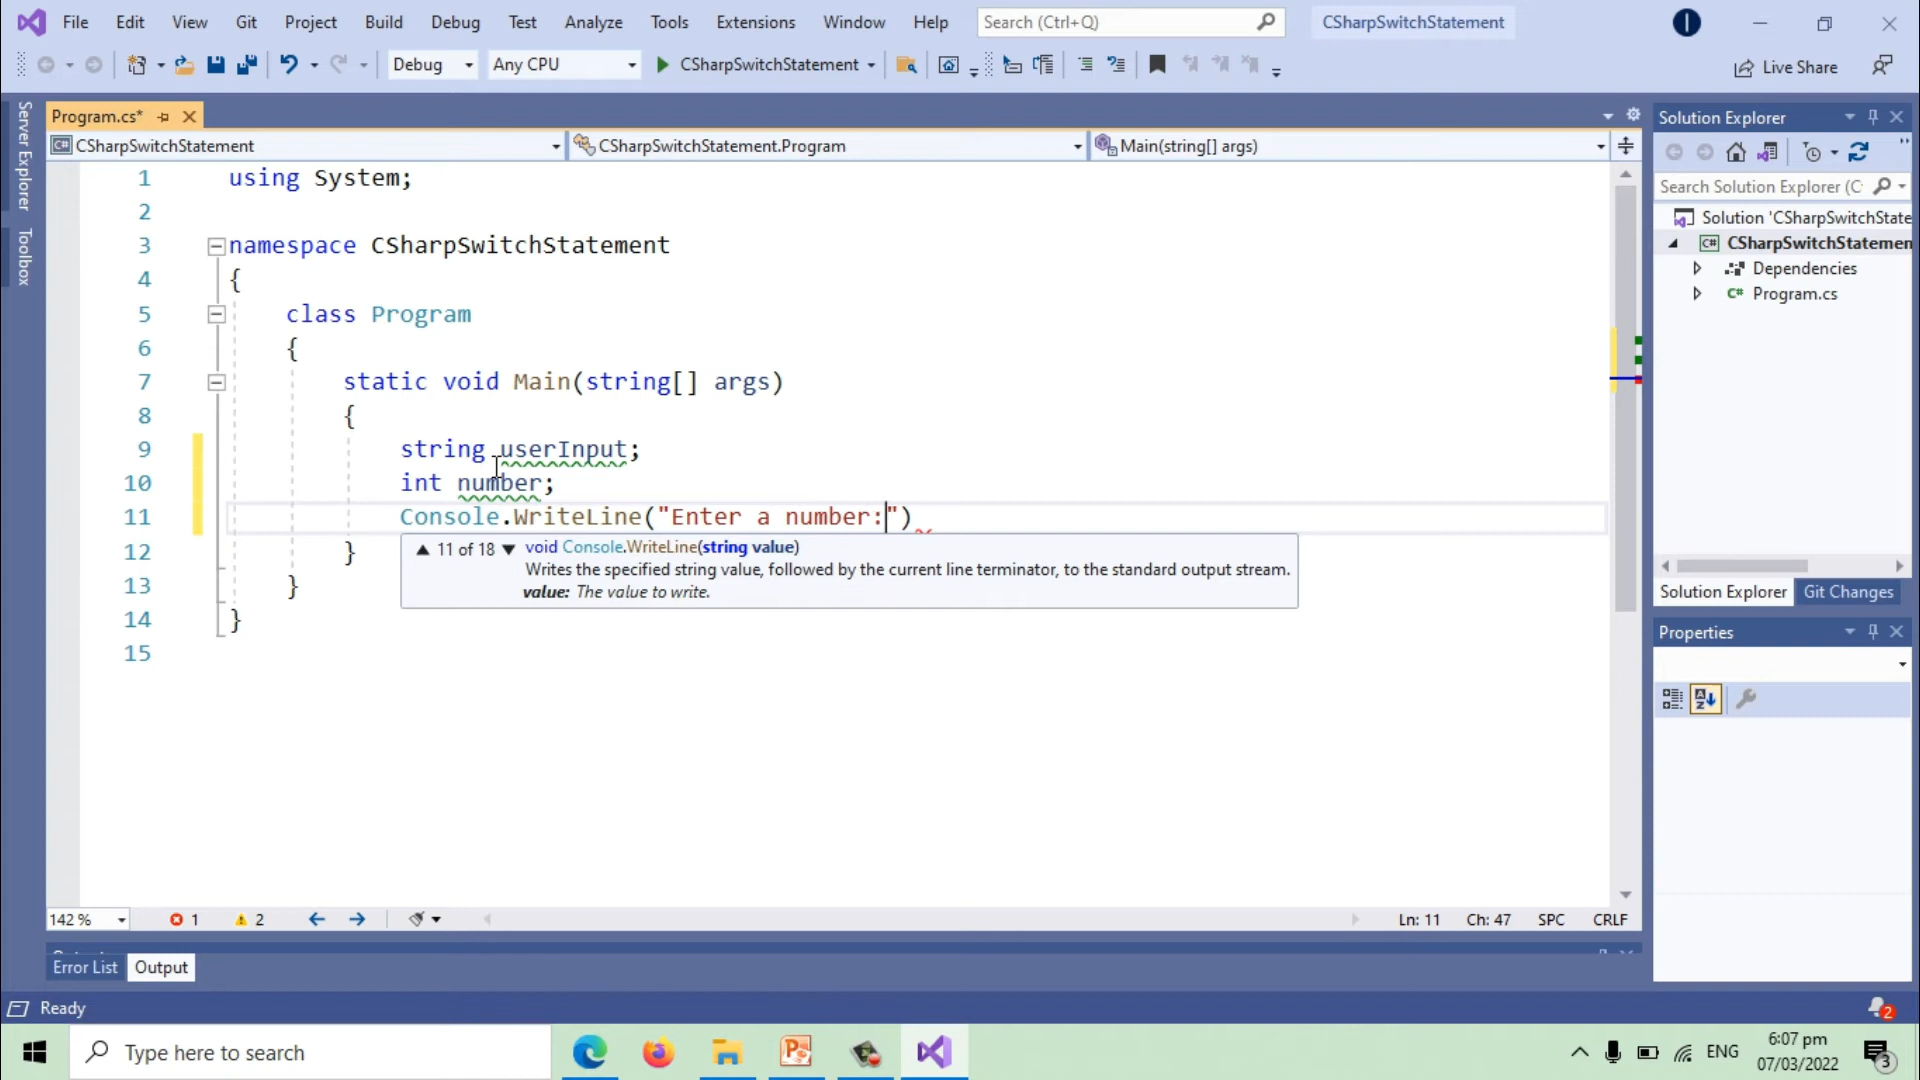 File Edit View Git Project Build Debug Test Analyze Tools Extensions Window Help Search (Ctrl+Q) CSharpSwitchStatement
Debug Any CPU CSharpSwitchStatement Live Share
Server Explorer
Toolbox
Program.cs*
CSharpSwitchStatement CSharpSwitchStatement.Program Main(string[] args)
1 using System;
2
3 namespace CSharpSwitchStatement
4 {
5 class Program
6 {
7 static void Main(string[] args)
8 {
9 string userInput;
10 int number;
11 Console.WriteLine("Enter a number:")
12 }
13 }
14 }
15
11 of 18 void Console.WriteLine(string value)
Writes the specified string value, followed by the current line terminator, to the standard output stream.
value: The value to write.
142 % 1 2 Ln: 11 Ch: 47 SPC CRLF
Error List Output
Ready
Solution Explorer
Search Solution Explorer (C
Solution 'CSharpSwitchState
CSharpSwitchStatemen
Dependencies
C# Program.cs
Solution Explorer Git Changes
Properties
2
Type here to search
ENG
6:07 pm
07/03/2022
3